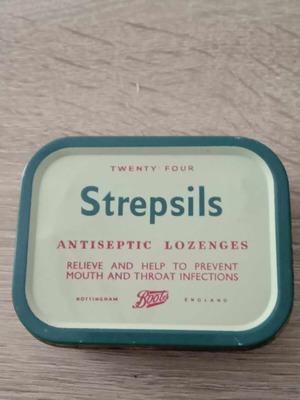 TWENTY FOUR
Strepsils
ANTISEPTIC LOZENGES
RELIEVE AND HELP TO PREVENT
MOUTH AND THROAT INFECTIONS
NOTTINGHAM Boots ENGLAND